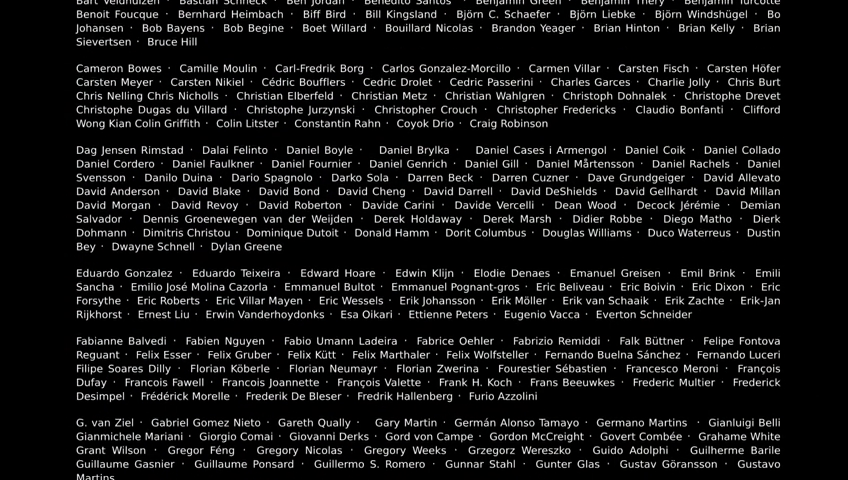 Bart Veldhuizen · Bastian Schneck · Ben Jordan · Benedito Santos · Benjamin Green · Benjamin Thery · Benjamin Turcotte
Benoit Foucque · Bernhard Heimbach · Biff Bird · Bill Kingsland · Björn C. Schaefer · Björn Liebke · Björn Windshügel · Bo
Johansen · Bob Bayens · Bob Begine · Boet Willard · Bouillard Nicolas · Brandon Yeager · Brian Hinton · Brian Kelly · Brian
Sievertsen · Bruce Hill
Cameron Bowes · Camille Moulin · Carl-Fredrik Borg · Carlos Gonzalez-Morcillo · Carmen Villar · Carsten Fisch · Carsten Höfer
Carsten Meyer · Carsten Nikiel · Cédric Boufflers · Cedric Drolet · Cedric Passerini · Charles Garces · Charlie Jolly · Chris Burt
Chris Nelling Chris Nicholls · Christian Elberfeld · Christian Metz · Christian Wahlgren · Christoph Dohnalek · Christophe Drevet
Christophe Dugas du Villard · Christophe Jurzynski · Christopher Crouch · Christopher Fredericks · Claudio Bonfanti · Clifford
Wong Kian Colin Griffith · Colin Litster · Constantin Rahn · Coyok Drio · Craig Robinson
Dag Jensen Rimstad · Dalai Felinto · Daniel Boyle · Daniel Brylka · Daniel Cases i Armengol · Daniel Coik · Daniel Collado
Daniel Cordero · Daniel Faulkner · Daniel Fournier · Daniel Genrich · Daniel Gill · Daniel Mårtensson · Daniel Rachels · Daniel
Svensson · Danilo Duina · Dario Spagnolo · Darko Sola · Darren Beck · Darren Cuzner · Dave Grundgeiger · David Allevato
David Anderson · David Blake · David Bond · David Cheng · David Darrell · David DeShields · David Gellhardt · David Millan
David Morgan · David Revoy · David Roberton · Davide Carini · Davide Vercelli · Dean Wood · Decock Jérémie · Demian
Salvador · Dennis Groenewegen van der Weijden · Derek Holdaway · Derek Marsh · Didier Robbe · Diego Matho · Dierk
Dohmann · Dimitris Christou · Dominique Dutoit · Donald Hamm · Dorit Columbus · Douglas Williams · Duco Waterreus · Dustin
Bey · Dwayne Schnell · Dylan Greene
Eduardo Gonzalez · Eduardo Teixeira · Edward Hoare · Edwin Klijn · Elodie Denaes · Emanuel Greisen · Emil Brink · Emili
Sancha · Emilio José Molina Cazorla · Emmanuel Bultot · Emmanuel Pognant-gros · Eric Beliveau · Eric Boivin · Eric Dixon · Eric
Forsythe · Eric Roberts · Eric Villar Mayen · Eric Wessels · Erik Johansson · Erik Möller · Erik van Schaaik · Erik Zachte · Erik-Jan
Rijkhorst · Ernest Liu · Erwin Vanderhoydonks · Esa Oikari · Ettienne Peters · Eugenio Vacca · Everton Schneider
Fabianne Balvedi · Fabien Nguyen · Fabio Umann Ladeira · Fabrice Oehler · Fabrizio Remiddi · Falk Büttner · Felipe Fontova
Reguant · Felix Esser · Felix Gruber · Felix Kütt · Felix Marthaler · Felix Wolfsteller · Fernando Buelna Sánchez · Fernando Luceri
Filipe Soares Dilly · Florian Köberle · Florian Neumayr · Florian Zwerina · Fourestier Sébastien · Francesco Meroni · François
Dufay · Francois Fawell · Francois Joannette · François Valette · Frank H. Koch · Frans Beeuwkes · Frederic Multier · Frederick
Desimpel · Frédérick Morelle · Frederik De Bleser · Fredrik Hallenberg · Furio Azzolini
G. van Ziel · Gabriel Gomez Nieto · Gareth Qually · Gary Martin · Germán Alonso Tamayo · Germano Martins · Gianluigi Belli
Gianmichele Mariani · Giorgio Comai · Giovanni Derks · Gord von Campe · Gordon McCreight · Govert Combée · Grahame White
Grant Wilson · Gregor Féng · Gregory Nicolas · Gregory Weeks · Grzegorz Wereszko · Guido Adolphi · Guilherme Barile
Guillaume Gasnier · Guillaume Ponsard · Guillermo S. Romero · Gunnar Stahl · Gunter Glas · Gustav Göransson · Gustavo
Martins